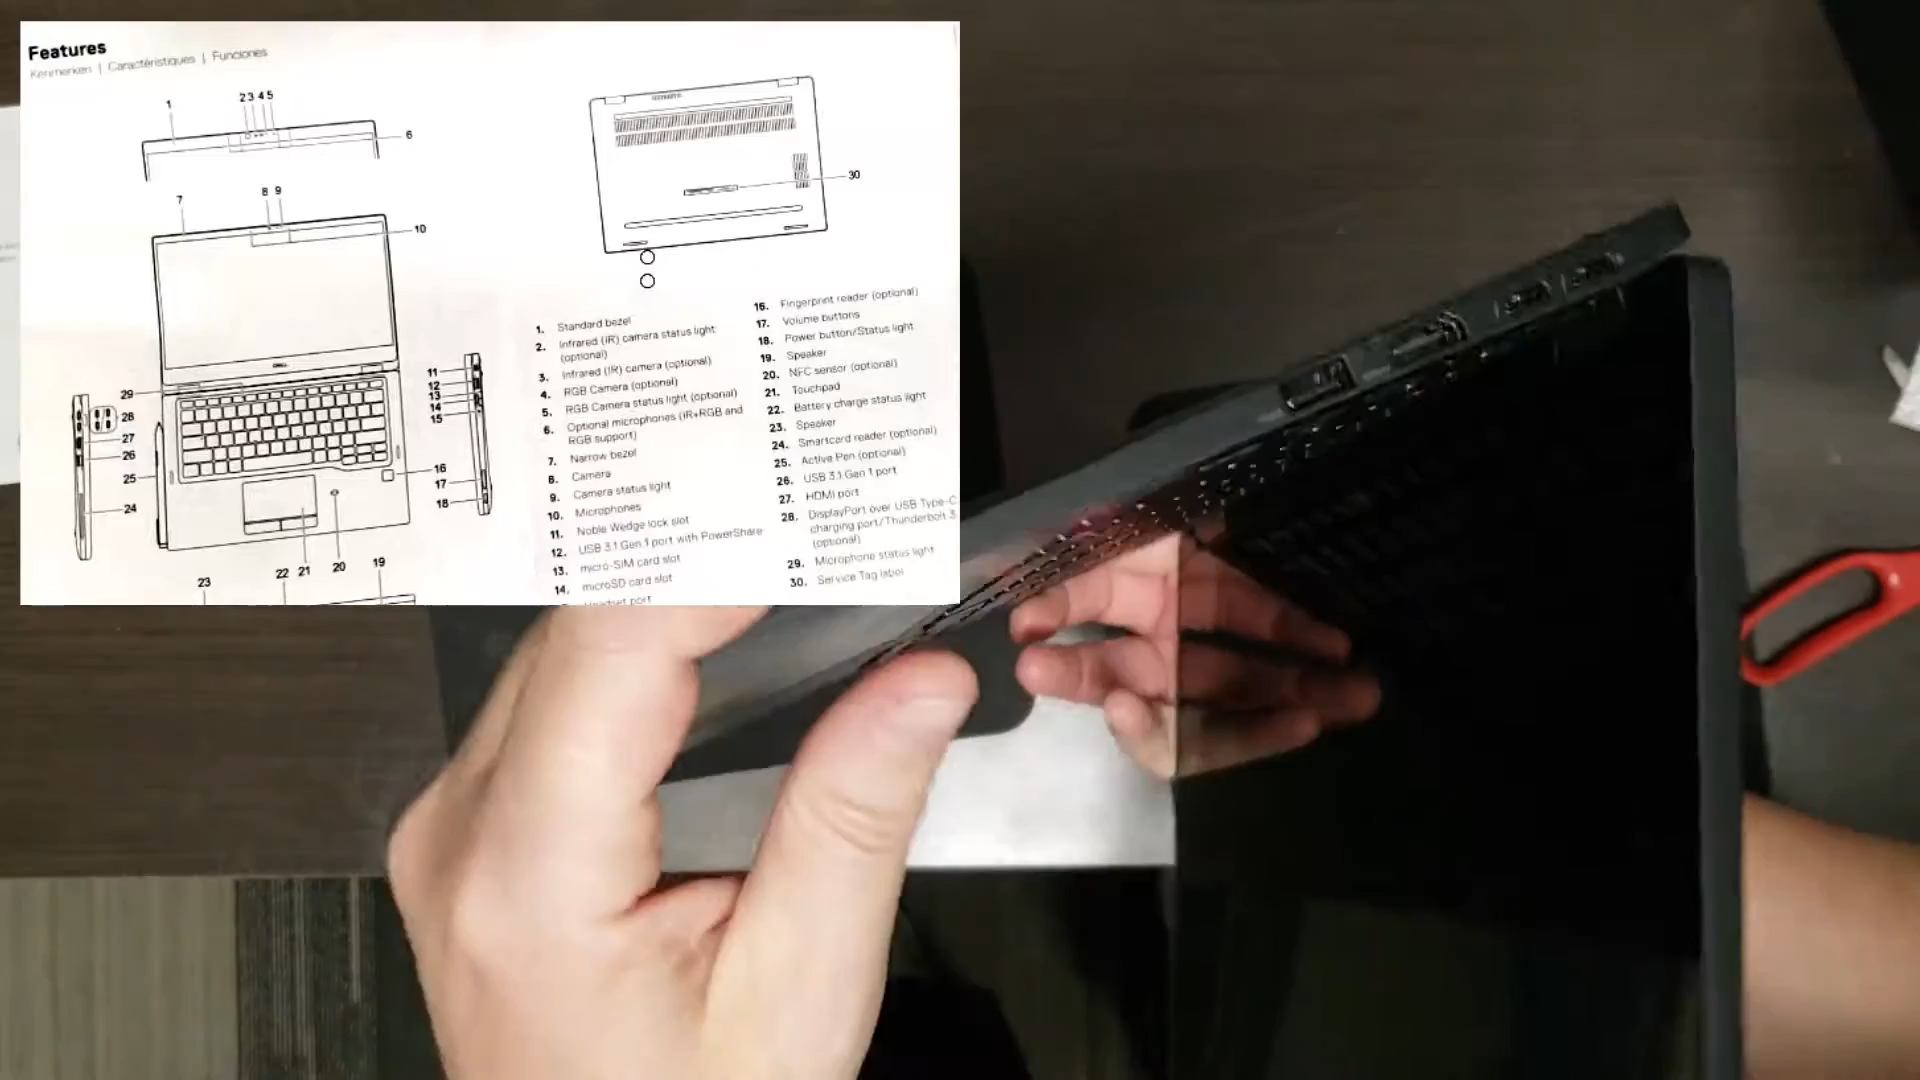 Features
Kenmerken | Caractéristiques | Funciones
1
2 3 4 5
6
7
8 9
10
30
29
28
27
26
25
24
11
12
13
14
15
16
17
18
23
22 21 20 19
DELL
1. Standard bezel
2. Infrared (IR) camera status light
(optional)
3. Infrared (IR) camera (optional)
4. RGB Camera (optional)
5. RGB Camera status light (optional)
6. Optional microphones (IR+RGB and
RGB support)
7. Narrow bezel
8. Camera
9. Camera status light
10. Microphones
11. Noble Wedge lock slot
12. USB 3.1 Gen 1 port with PowerShare
13. micro-SIM card slot
14. microSD card slot
Headset port
16. Fingerprint reader (optional)
17. Volume buttons
18. Power button/Status light
19. Speaker
20. NFC sensor (optional)
21. Touchpad
22. Battery charge status light
23. Speaker
24. Smartcard reader (optional)
25. Active Pen (optional)
26. USB 3.1 Gen 1 port
27. HDMI port
28. DisplayPort over USB Type-C
charging port/Thunderbolt 3
(optional)
29. Microphone status light
30. Service Tag label